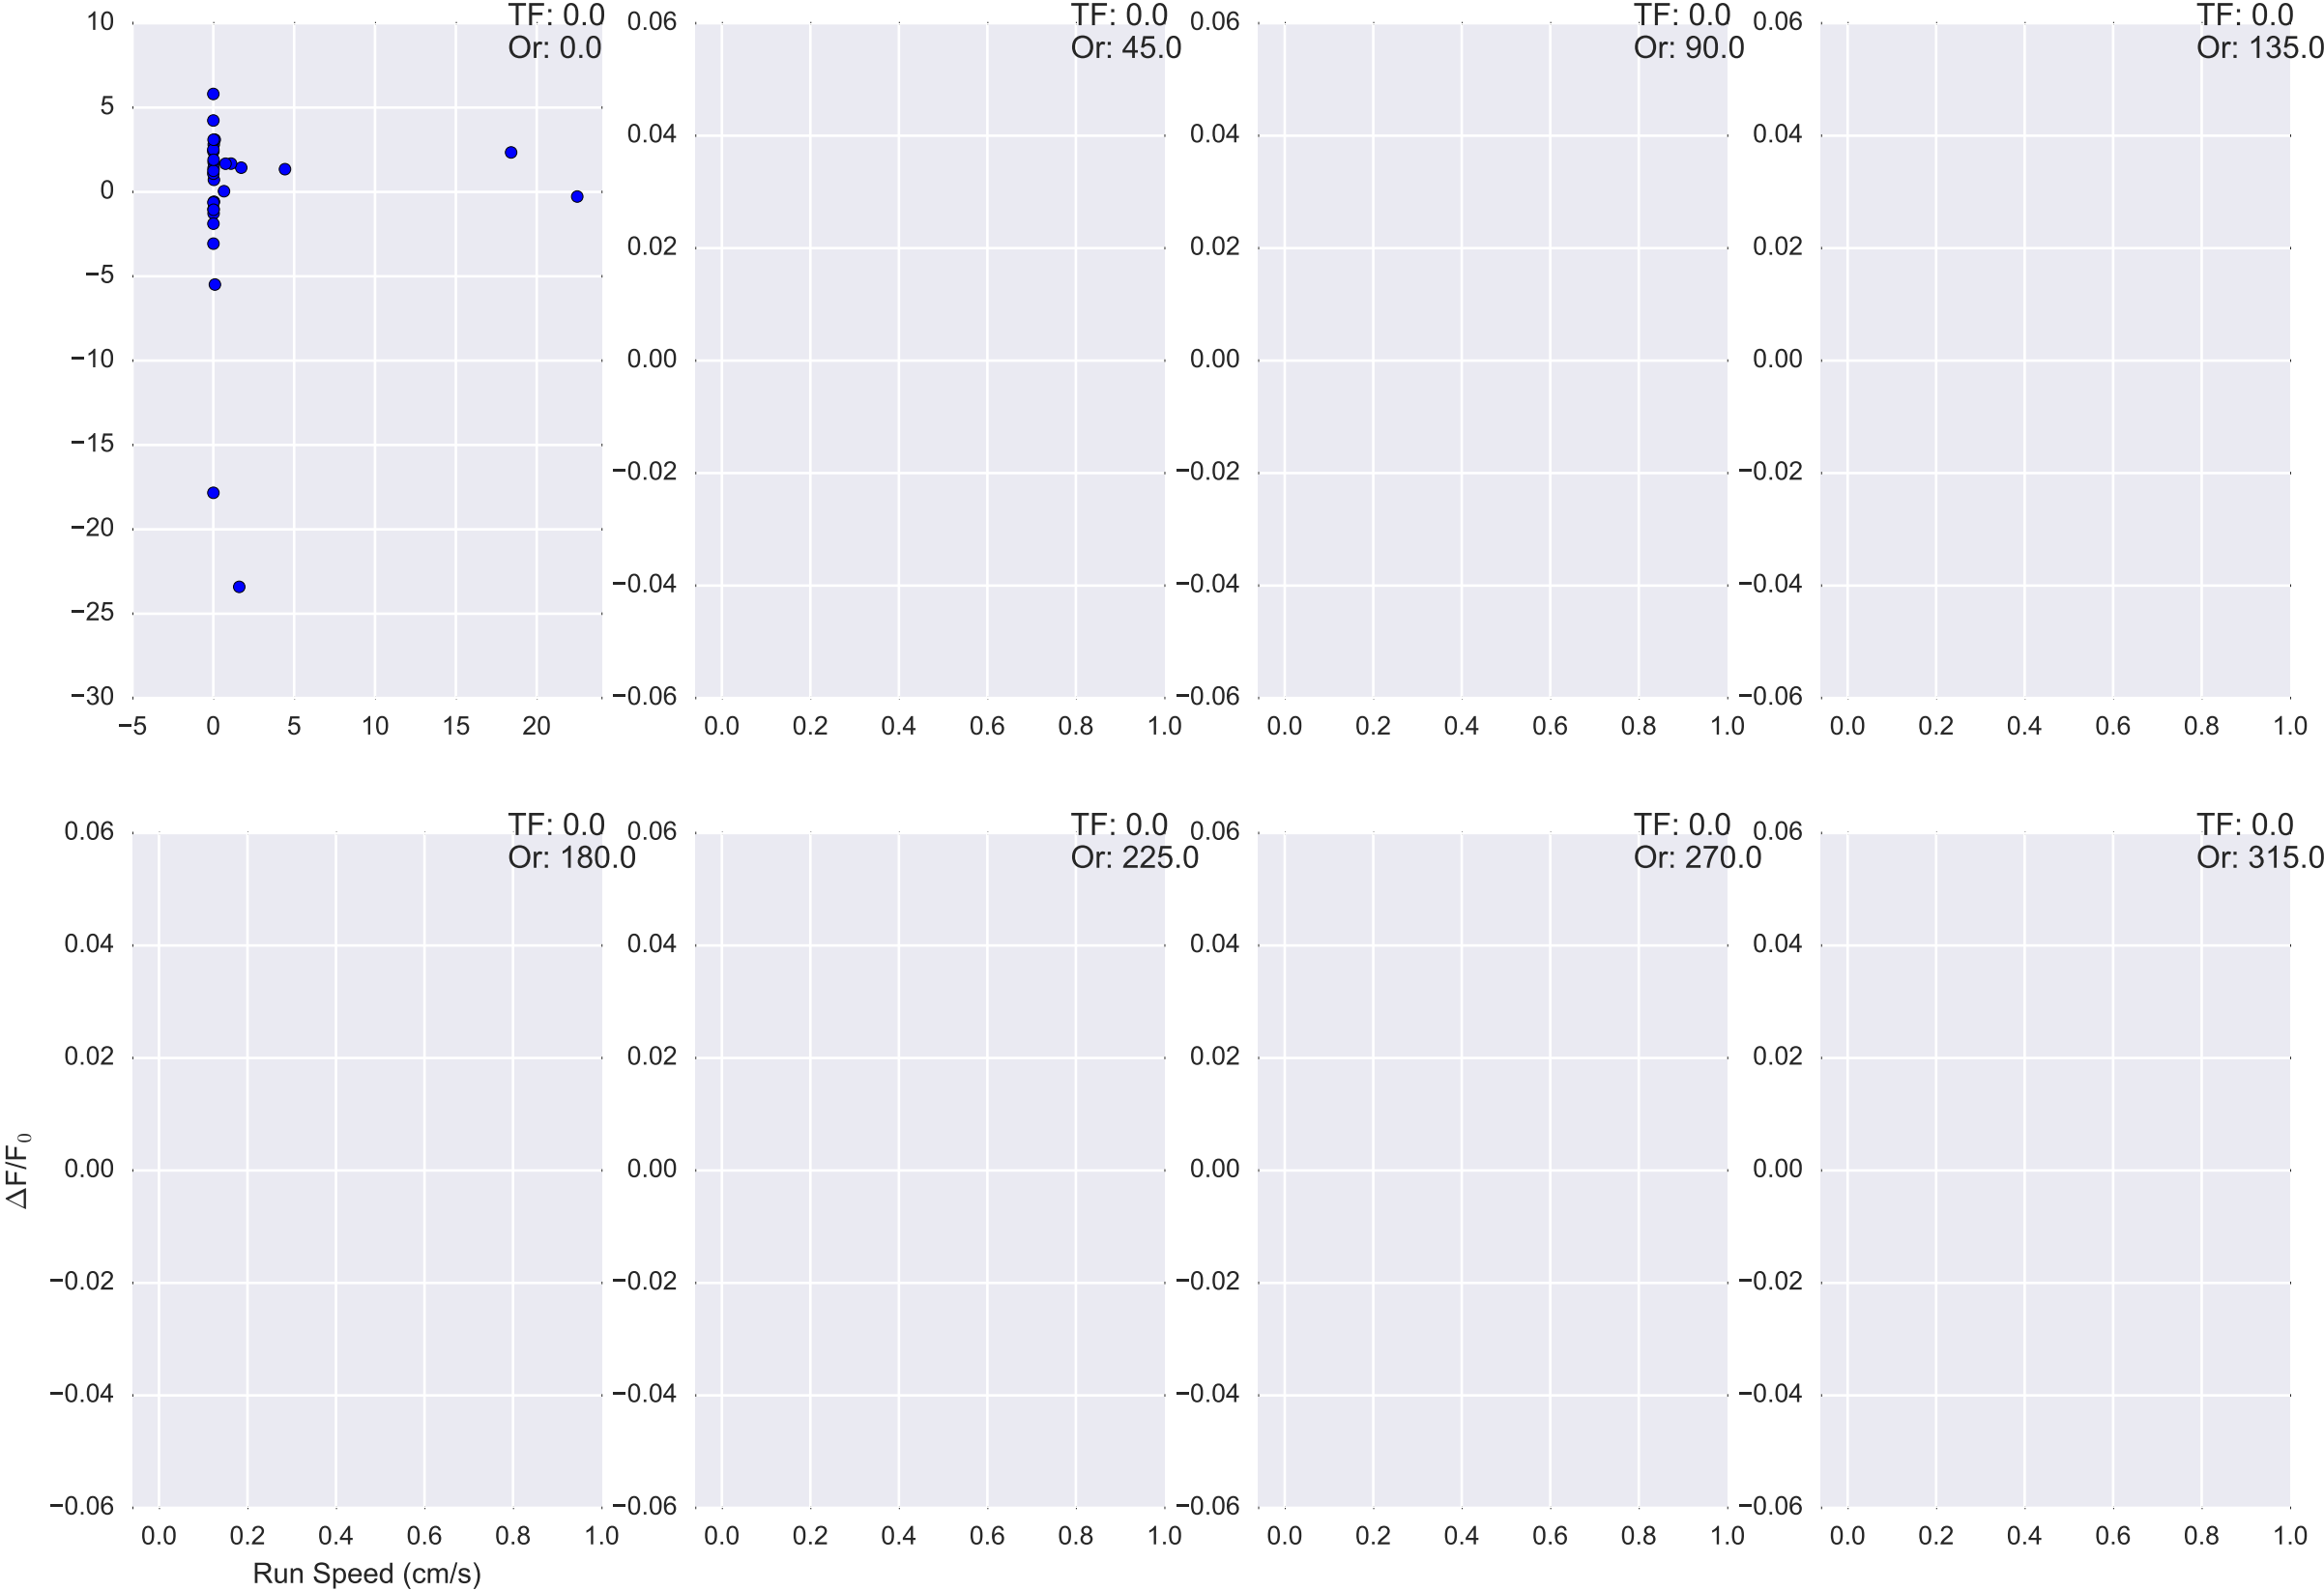 TF: 0.0 TF: 0.0 TF: 0.0 TF: 0.0
Or: 0.0 Or: 45.0 Or: 90.0 Or: 135.0
10 0.06 0.06 0.06
5 0.04 0.04 0.04
0 0.02 0.02 0.02
−5 0.00 0.00 0.00
−10 −0.02 −0.02 −0.02
−15 −0.04 −0.04 −0.04
−20 −0.06 −0.06 −0.06
−25
−30
−5 0 5 10 15 20 0.0 0.2 0.4 0.6 0.8 1.0 0.0 0.2 0.4 0.6 0.8 1.0 0.0 0.2 0.4 0.6 0.8 1.0
TF: 0.0 TF: 0.0 TF: 0.0 TF: 0.0
Or: 180.0 Or: 225.0 Or: 270.0 Or: 315.0
0.06 0.06 0.06 0.06
0.04 0.04 0.04 0.04
0.02 0.02 0.02 0.02
0.00 0.00 0.00 0.00
−0.02 −0.02 −0.02 −0.02
−0.04 −0.04 −0.04 −0.04
−0.06 −0.06 −0.06 −0.06
0.0 0.2 0.4 0.6 0.8 1.0 0.0 0.2 0.4 0.6 0.8 1.0 0.0 0.2 0.4 0.6 0.8 1.0 0.0 0.2 0.4 0.6 0.8 1.0
ΔF/F₀
Run Speed (cm/s)